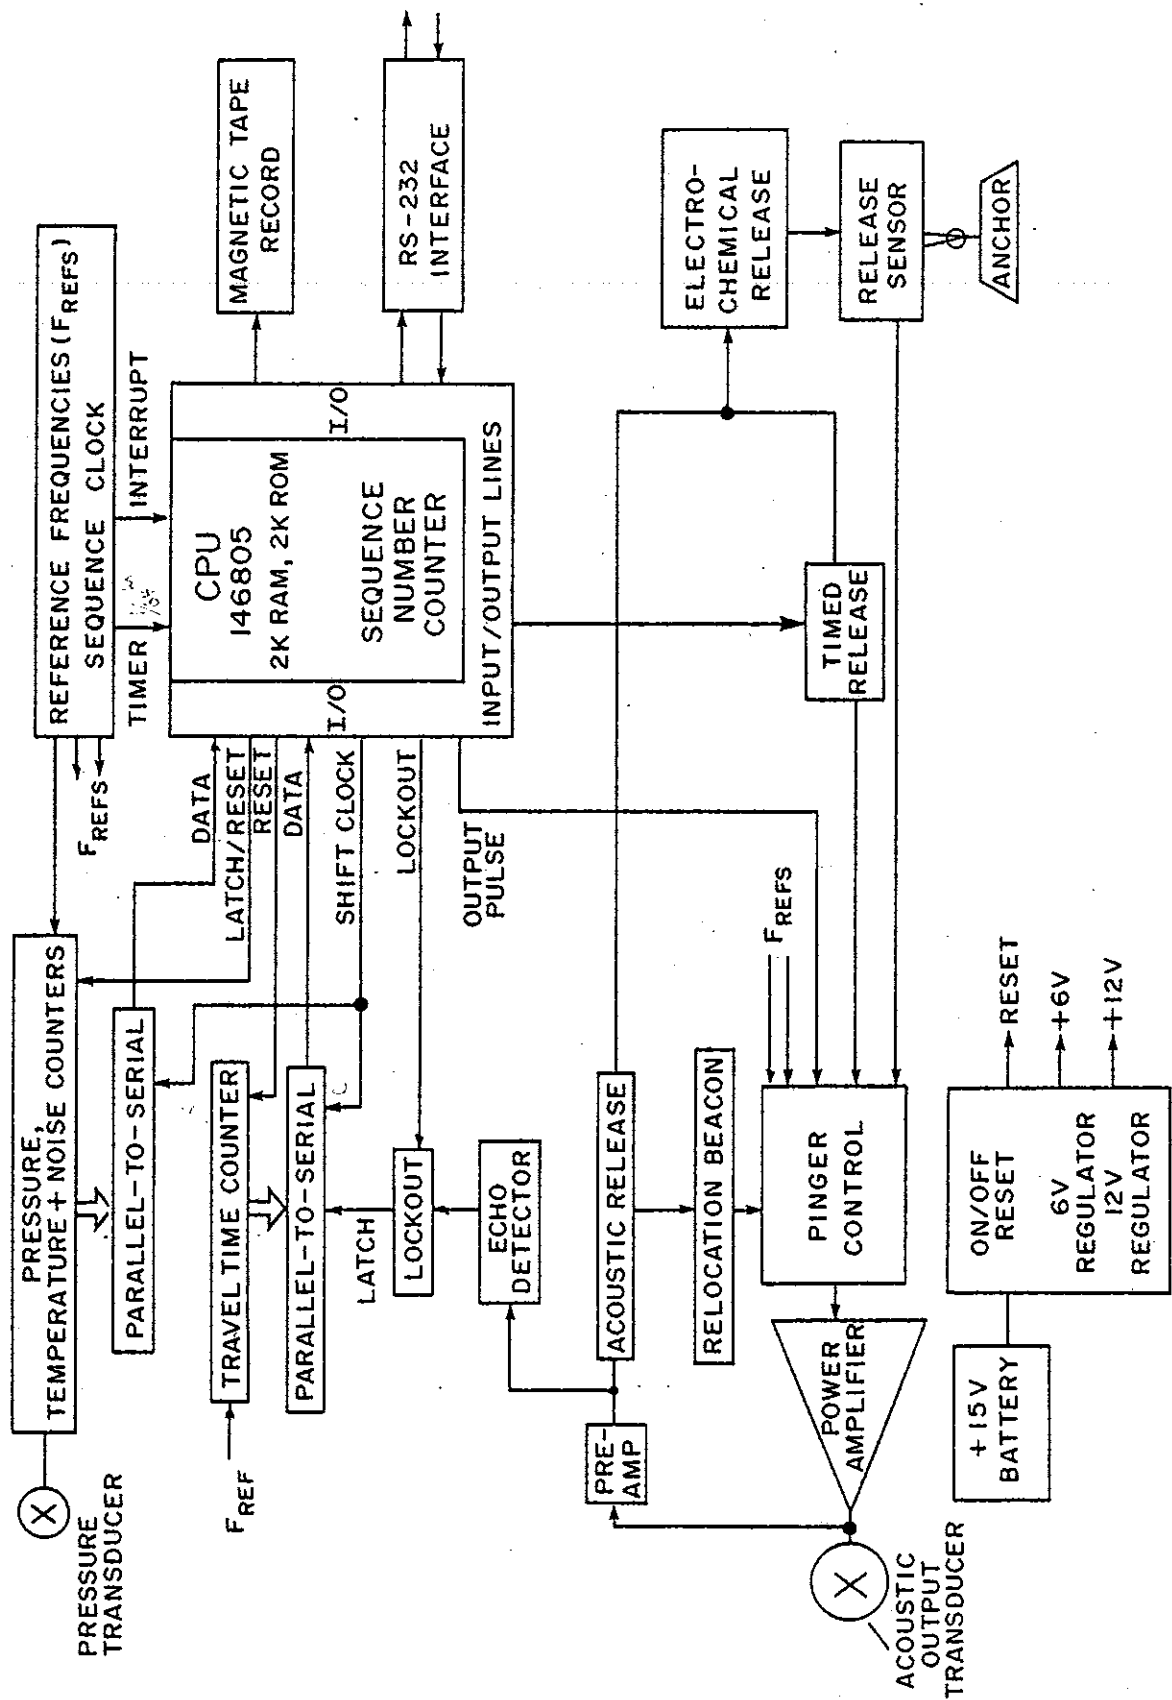 PRESSURE
TRANSDUCER
X
PRESSURE,
TEMPERATURE + NOISE COUNTERS
PARALLEL-TO-SERIAL
REFERENCE FREQUENCIES (FREFS)
SEQUENCE CLOCK
FREFS
TIMER
INTERRUPT
DATA
LATCH/RESET
RESET
DATA
SHIFT CLOCK
LOCKOUT
OUTPUT
PULSE
I/O
CPU
146805
2K RAM, 2K ROM
SEQUENCE
NUMBER
COUNTER
I/O
INPUT/OUTPUT LINES
MAGNETIC TAPE
RECORD
RS-232
INTERFACE
FREF
TRAVEL TIME COUNTER
PARALLEL-TO-SERIAL
LATCH
LOCKOUT
ECHO
DETECTOR
PRE-
AMP
ACOUSTIC RELEASE
RELOCATION BEACON
FREFS
PINGER
CONTROL
POWER
AMPLIFIER
X
ACOUSTIC
OUTPUT
TRANSDUCER
TIMED
RELEASE
ELECTRO-
CHEMICAL
RELEASE
RELEASE
SENSOR
ANCHOR
+15V
BATTERY
ON/OFF
RESET
6V
REGULATOR
12V
REGULATOR
RESET
+6V
+12V